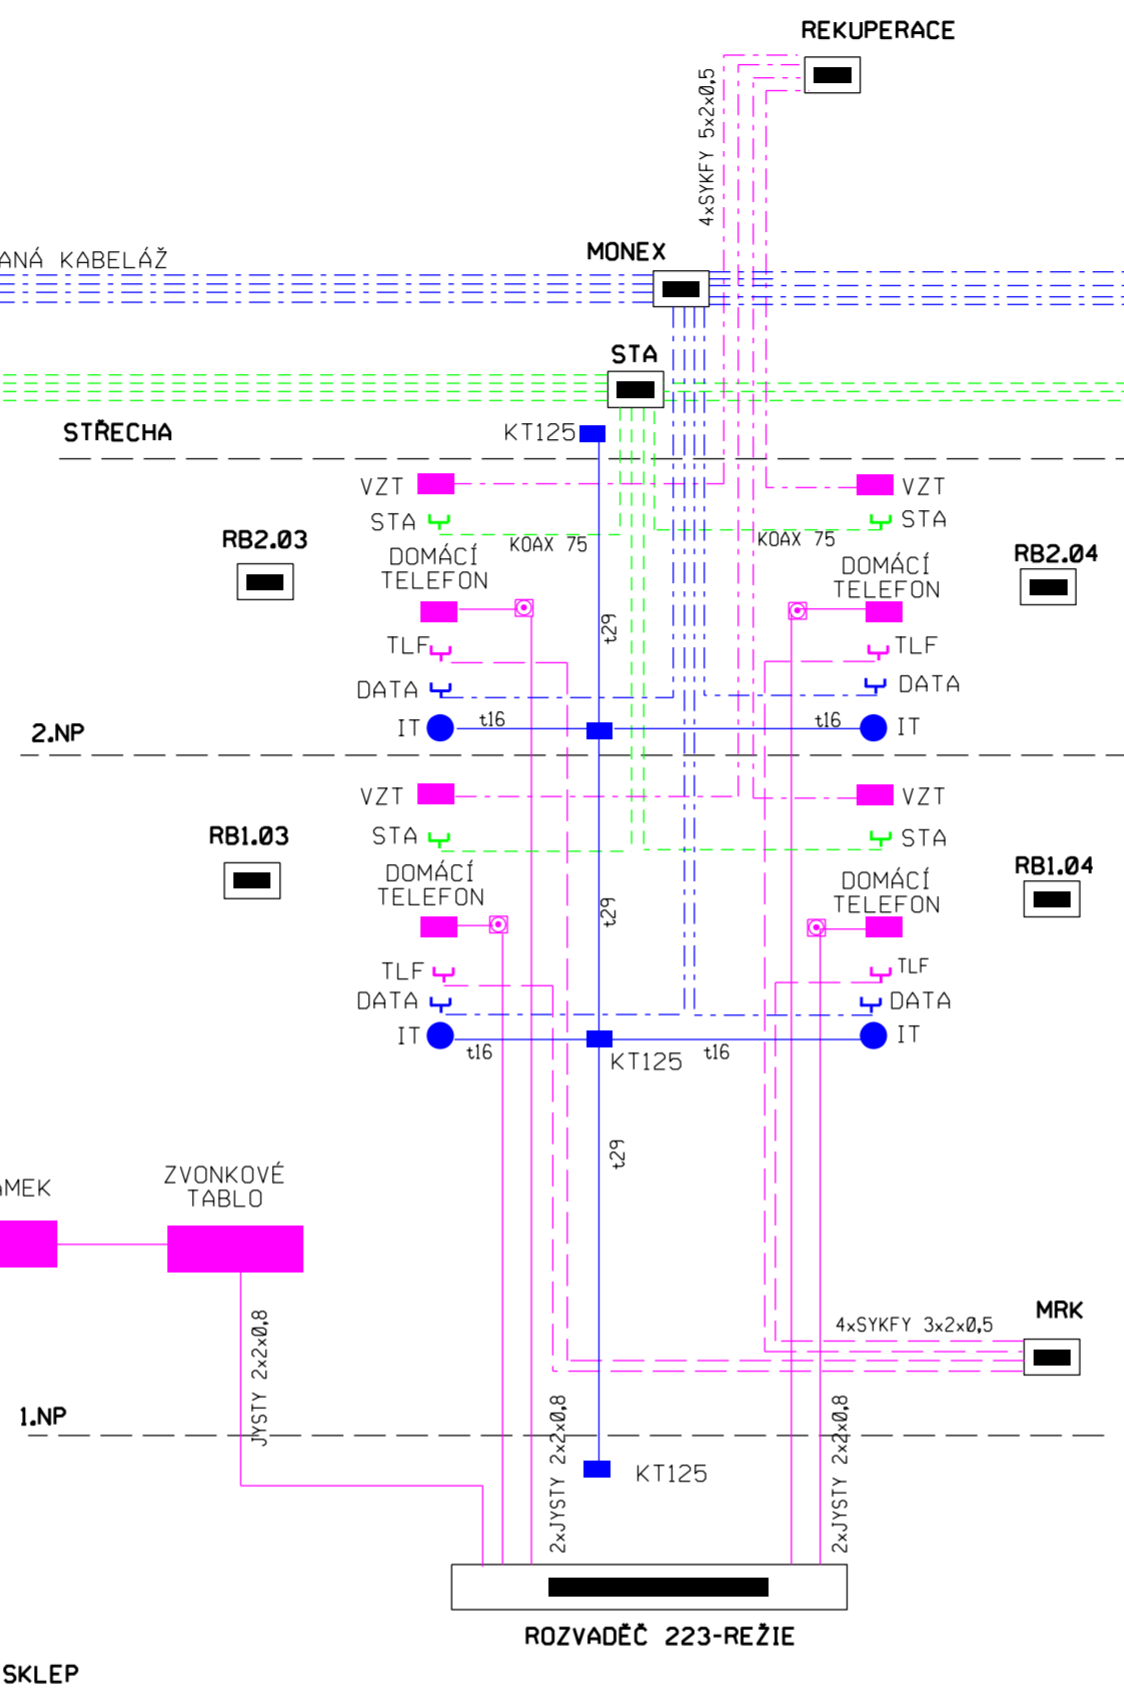 REKUPERACE
4xSYKFY 5x2x0,5
MONEX
ANÁ KABELÁŽ
STA
STŘECHA
KT125
VZT
VZT
STA
STA
KOAX 75
KOAX 75
RB2.03
RB2.04
DOMÁCÍ
TELEFON
DOMÁCÍ
TELEFON
t29
TLF
TLF
DATA
DATA
IT
t16
t16
IT
2.NP
VZT
VZT
STA
STA
RB1.03
RB1.04
DOMÁCÍ
TELEFON
DOMÁCÍ
TELEFON
t29
TLF
TLF
DATA
DATA
IT
t16
KT125
t16
IT
t29
AMEK
ZVONKOVÉ
TABLO
JYSTY 2x2x0,8
MRK
4xSYKFY 3x2x0,5
1.NP
2xJYSTY 2x2x0,8
2xJYSTY 2x2x0,8
KT125
ROZVADĚČ 223-REŽIE
SKLEP